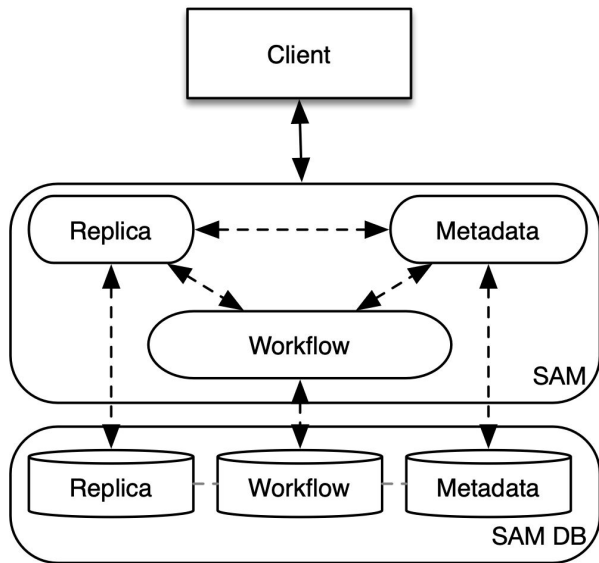 Client
Replica
Metadata
Workflow
SAM
Replica
Workflow
Metadata
SAM DB